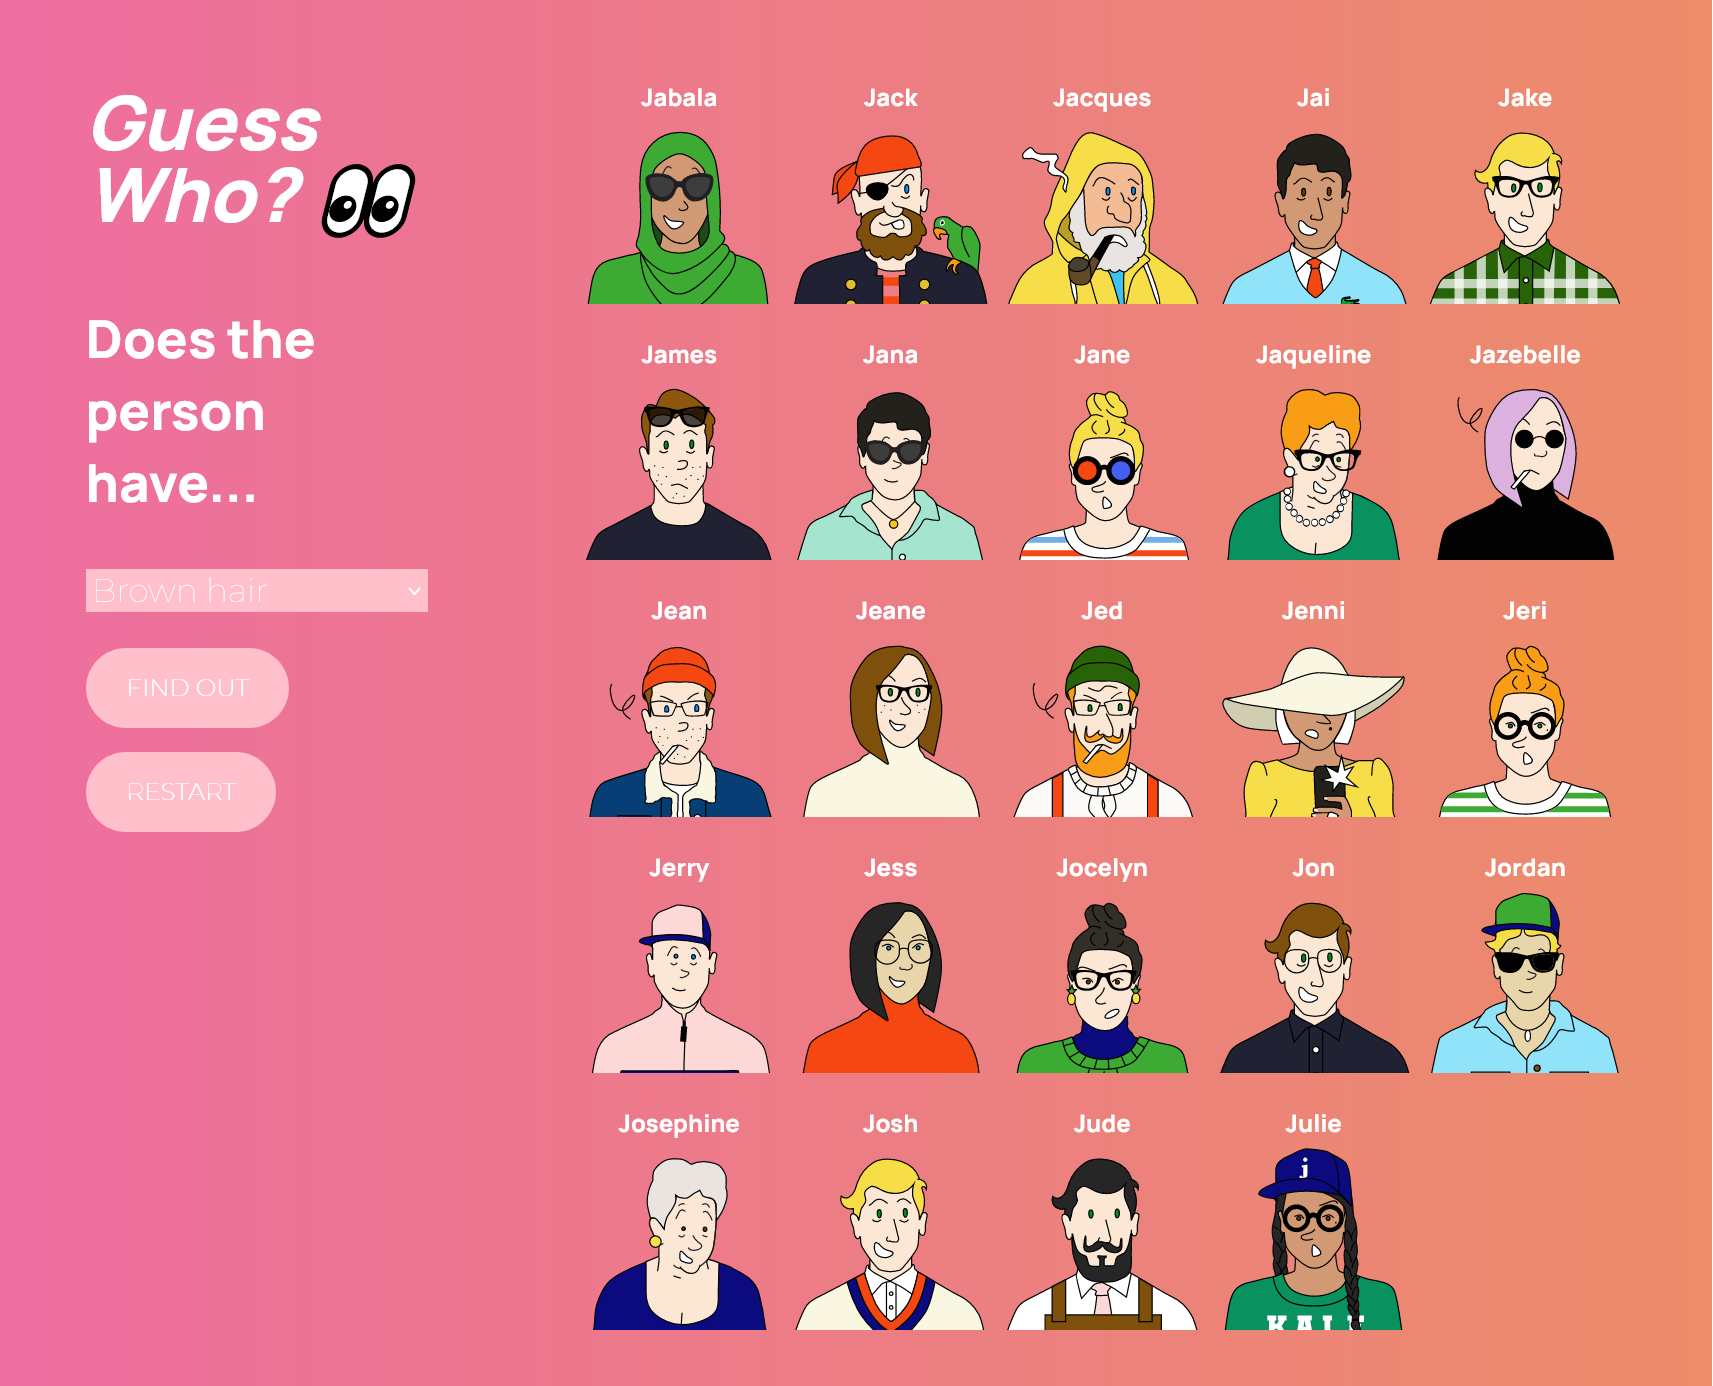 Guess
Who?
Does the
person
have...
Brown hair
FIND OUT
RESTART
Jabala
Jack
Jacques
Jai
Jake
James
Jana
Jane
Jaqueline
Jazebelle
Jean
Jeane
Jed
Jenni
Jeri
Jerry
Jess
Jocelyn
Jon
Jordan
Josephine
Josh
Jude
Julie
j